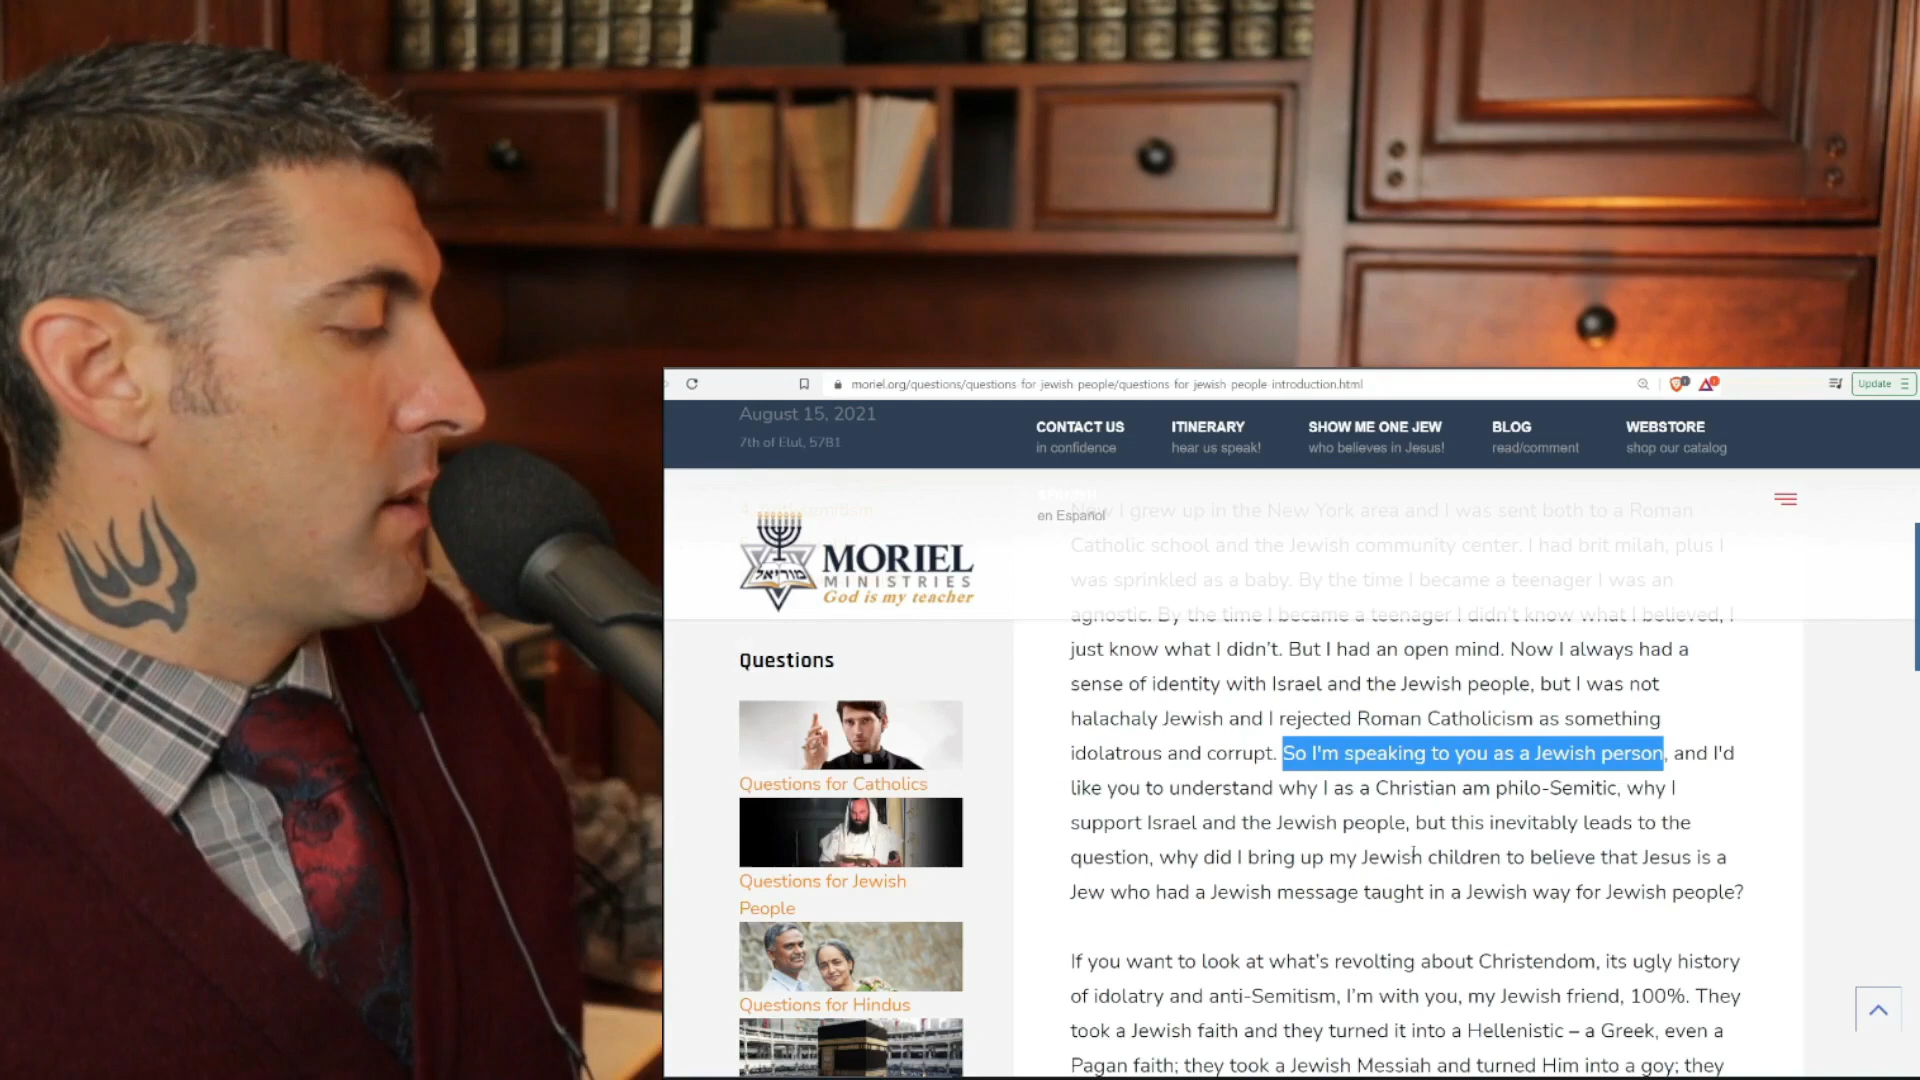 moriel.org/questions/questions-for-jewish-people/questions-for-jewish-people-introduction.html
Update
August 15, 2021
7th of Elul, 5781
CONTACT US
in confidence
ITINERARY
hear us speak!
SHOW ME ONE JEW
who believes in Jesus!
BLOG
read/comment
WEBSTORE
shop our catalog
en Español
מוריאל
MORIEL
MINISTRIES
God is my teacher
Questions
Questions for Catholics
Questions for Jewish
People
Questions for Hindus
I grew up in the New York area and I was sent both to a Roman
Catholic school and the Jewish community center. I had brit milah, plus I
was sprinkled as a baby. By the time I became a teenager I was an
agnostic. By the time I became a teenager I didn't know what I believed, I
just know what I didn't. But I had an open mind. Now I always had a
sense of identity with Israel and the Jewish people, but I was not
halachaly Jewish and I rejected Roman Catholicism as something
idolatrous and corrupt. So I'm speaking to you as a Jewish person, and I'd
like you to understand why I as a Christian am philo-Semitic, why I
support Israel and the Jewish people, but this inevitably leads to the
question, why did I bring up my Jewish children to believe that Jesus is a
Jew who had a Jewish message taught in a Jewish way for Jewish people?
If you want to look at what's revolting about Christendom, its ugly history
of idolatry and anti-Semitism, I'm with you, my Jewish friend, 100%. They
took a Jewish faith and they turned it into a Hellenistic – a Greek, even a
Pagan faith; they took a Jewish Messiah and turned Him into a goy; they